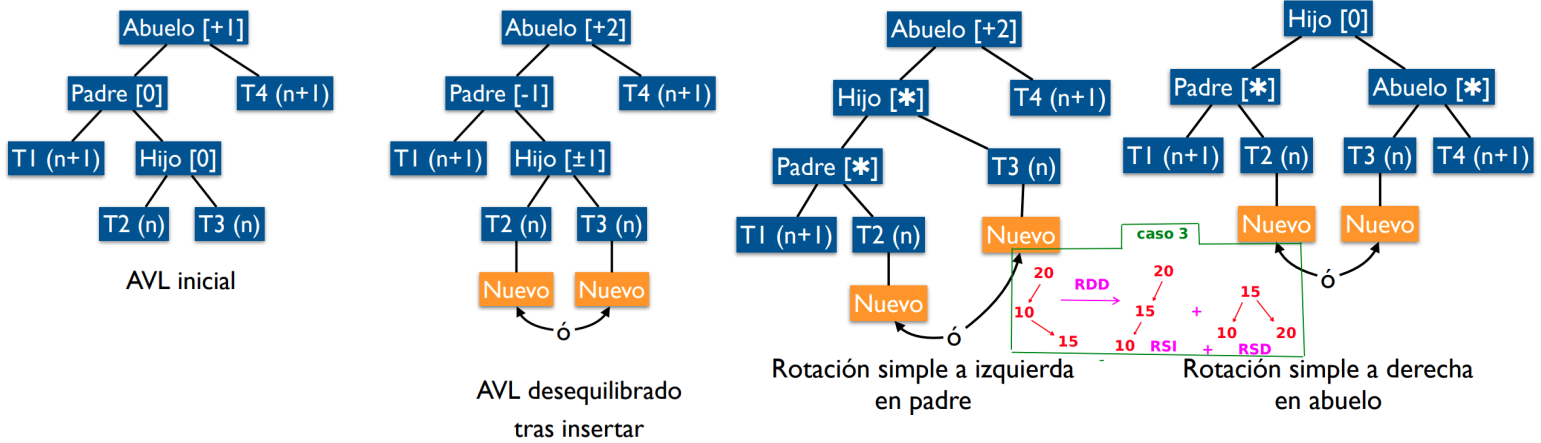 Abuelo [+1]
Padre [0]
T4 (n+1)
T1 (n+1)
Hijo [0]
T2 (n)
T3 (n)
AVL inicial
Abuelo [+2]
Padre [-1]
T4 (n+1)
T1 (n+1)
Hijo [±1]
T2 (n)
T3 (n)
Nuevo
Nuevo
ó
AVL desequilibrado
tras insertar
Abuelo [+2]
Hijo [✱]
T4 (n+1)
Padre [✱]
T3 (n)
T1 (n+1)
T2 (n)
Nuevo
Nuevo
ó
Rotación simple a izquierda
en padre
caso 3
20
10
15
RDD
20
15
10
RSI
+
15
10
20
+
RSD
-
Hijo [0]
Padre [✱]
Abuelo [✱]
T1 (n+1)
T2 (n)
T3 (n)
T4 (n+1)
Nuevo
Nuevo
ó
Rotación simple a derecha
en abuelo